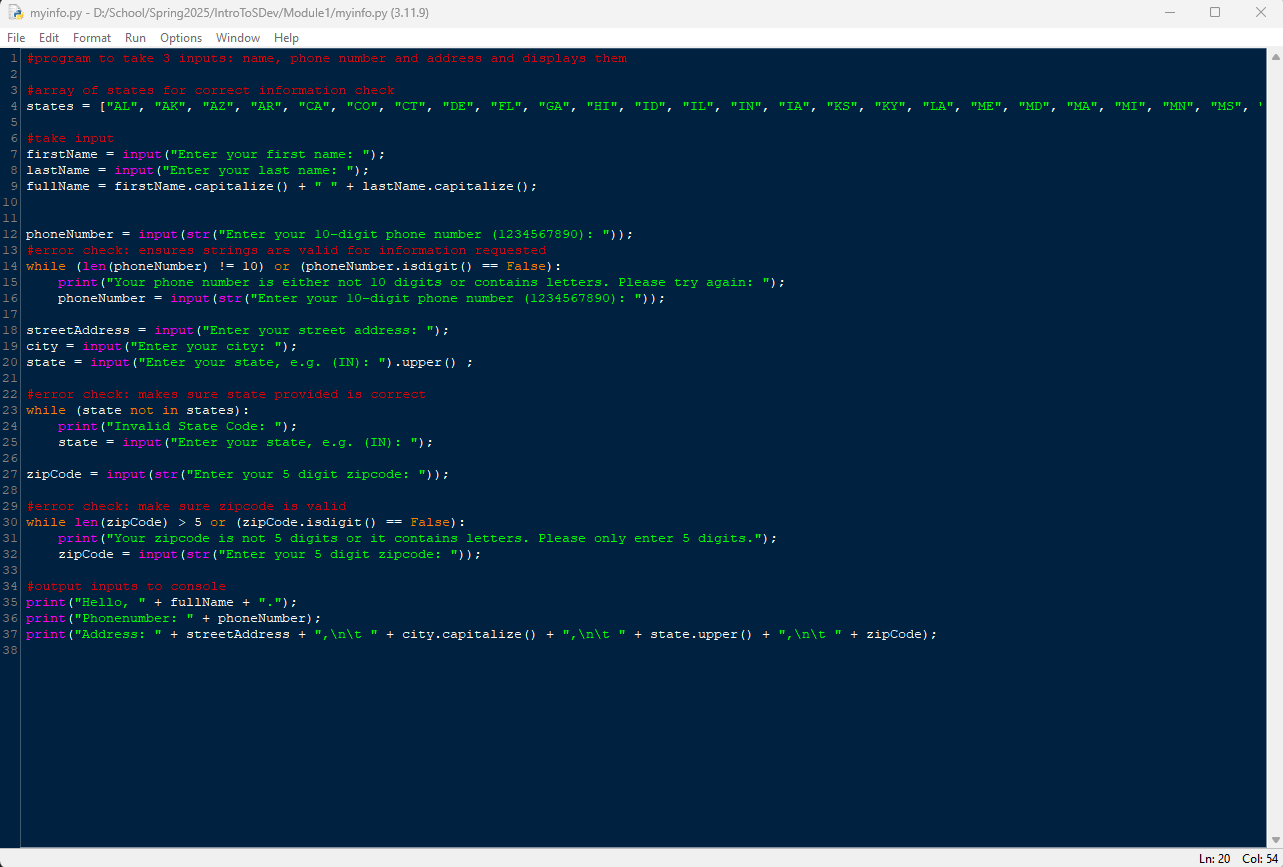 myinfo.py - D:/School/Spring2025/IntroToSDev/Module1/myinfo.py (3.11.9)
File Edit Format Run Options Window Help
1 #program to take 3 inputs: name, phone number and address and displays them
2
3 #array of states for correct information check
4 states = ["AL", "AK", "AZ", "AR", "CA", "CO", "CT", "DE", "FL", "GA", "HI", "ID", "IL", "IN", "IA", "KS", "KY", "LA", "ME", "MD", "MA", "MI", "MN", "MS", "
5
6 #take input
7 firstName = input("Enter your first name: ");
8 lastName = input("Enter your last name: ");
9 fullName = firstName.capitalize() + " " + lastName.capitalize();
10
11
12 phoneNumber = input(str("Enter your 10-digit phone number (1234567890): "));
13 #error check: ensures strings are valid for information requested
14 while (len(phoneNumber) != 10) or (phoneNumber.isdigit() == False):
15     print("Your phone number is either not 10 digits or contains letters. Please try again: ");
16     phoneNumber = input(str("Enter your 10-digit phone number (1234567890): "));
17
18 streetAddress = input("Enter your street address: ");
19 city = input("Enter your city: ");
20 state = input("Enter your state, e.g. (IN): ").upper() ;
21
22 #error check: makes sure state provided is correct
23 while (state not in states):
24     print("Invalid State Code: ");
25     state = input("Enter your state, e.g. (IN): ");
26
27 zipCode = input(str("Enter your 5 digit zipcode: "));
28
29 #error check: make sure zipcode is valid
30 while len(zipCode) > 5 or (zipCode.isdigit() == False):
31     print("Your zipcode is not 5 digits or it contains letters. Please only enter 5 digits.");
32     zipCode = input(str("Enter your 5 digit zipcode: "));
33
34 #output inputs to console
35 print("Hello, " + fullName + ".");
36 print("Phonenumber: " + phoneNumber);
37 print("Address: " + streetAddress + ",\n\t " + city.capitalize() + ",\n\t " + state.upper() + ",\n\t " + zipCode);
38
Ln: 20 Col: 54